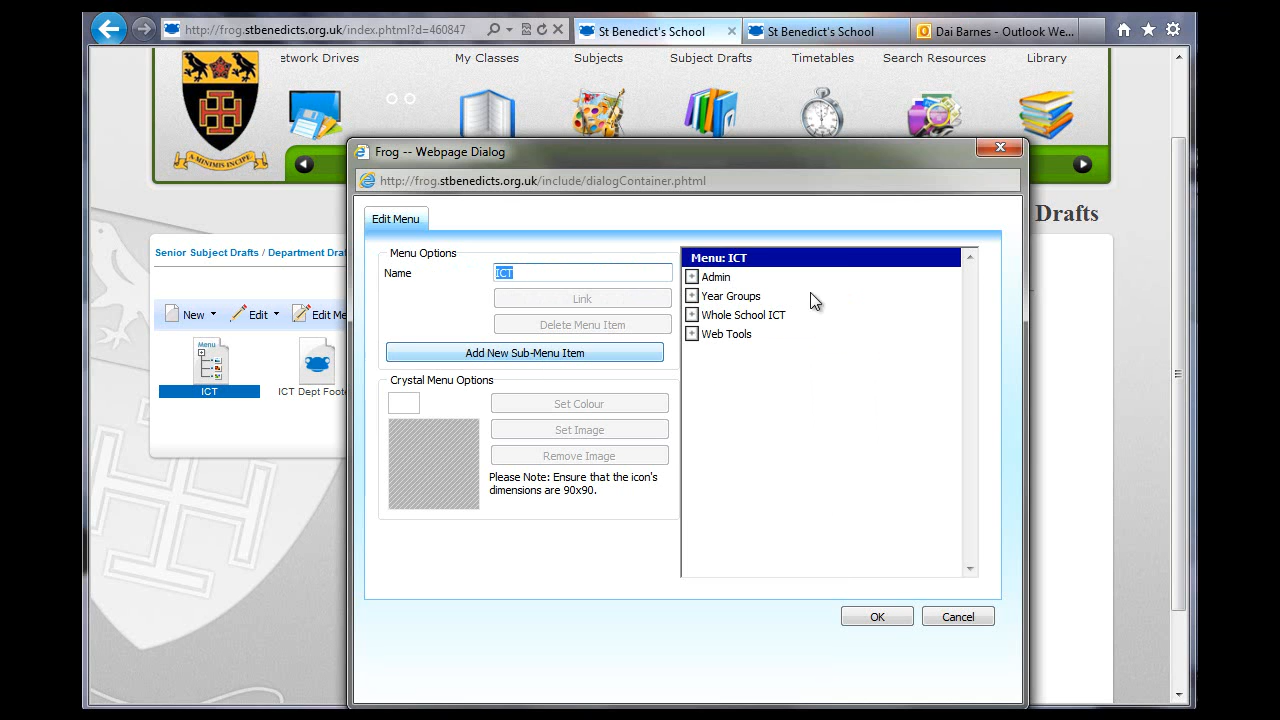 http://frog.stbenedicts.org.uk/index.phtml?d=460847
St Benedict's School
St Benedict's School
Dai Barnes - Outlook We...
etwork Drives
My Classes
Subjects
Subject Drafts
Timetables
Search Resources
Library
A MINIMIS INCIPE
Frog -- Webpage Dialog
http://frog.stbenedicts.org.uk/include/dialogContainer.phtml
Drafts
Edit Menu
Senior Subject Drafts / Department Draf
Menu Options
Name
ICT
Link
Delete Menu Item
Add New Sub-Menu Item
Menu: ICT
Admin
Year Groups
Whole School ICT
Web Tools
New
Edit
Edit Me
Menu
ICT
ICT Dept Foote
Crystal Menu Options
Set Colour
Set Image
Remove Image
Please Note: Ensure that the icon's
dimensions are 90x90.
OK
Cancel